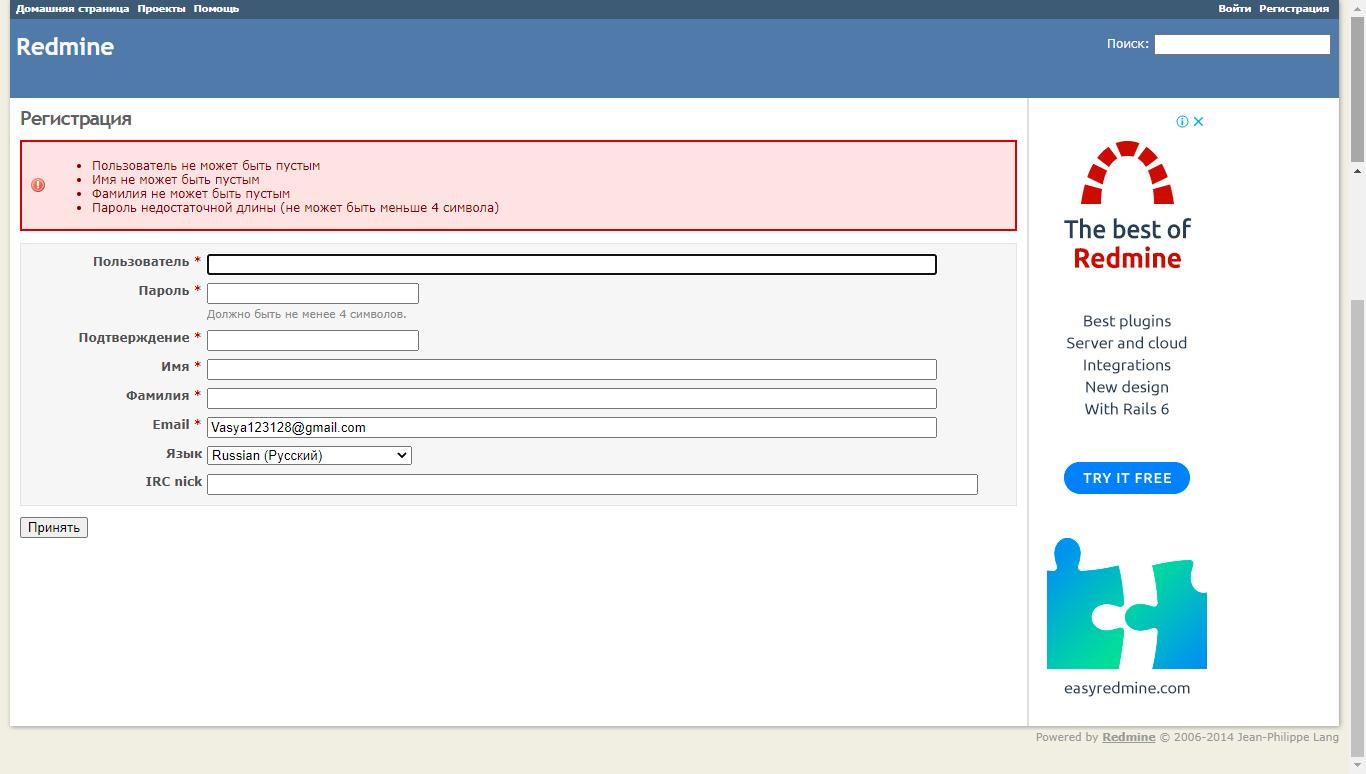 Домашняя страница Проекты Помощь
Войти Регистрация
Redmine
Поиск:
Регистрация
Пользователь не может быть пустым
Имя не может быть пустым
Фамилия не может быть пустым
Пароль недостаточной длины (не может быть меньше 4 символа)
Пользователь *
Пароль *
Должно быть не менее 4 символов.
Подтверждение *
Имя *
Фамилия *
Email * Vasya123128@gmail.com
Язык Russian (Русский)
IRC nick
Принять
The best of
Redmine
Best plugins
Server and cloud
Integrations
New design
With Rails 6
TRY IT FREE
easyredmine.com
Powered by Redmine © 2006-2014 Jean-Philippe Lang